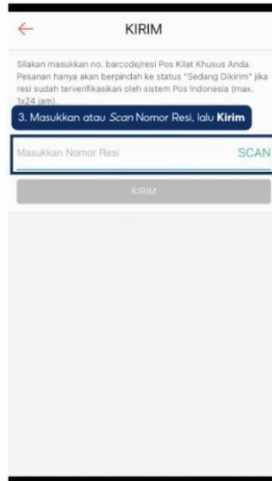 KIRIM
Silakan masukkan no. barcode/resi Pos Kilat Khusus Anda.
Pesanan hanya akan berpindah ke status "Sedang Dikirim" jika
resi sudah terverifikasikan oleh sistem Pos Indonesia (max.
1x24 jam).
3. Masukkan atau Scan Nomor Resi, lalu Kirim
Masukkan Nomor Resi SCAN
KIRIM